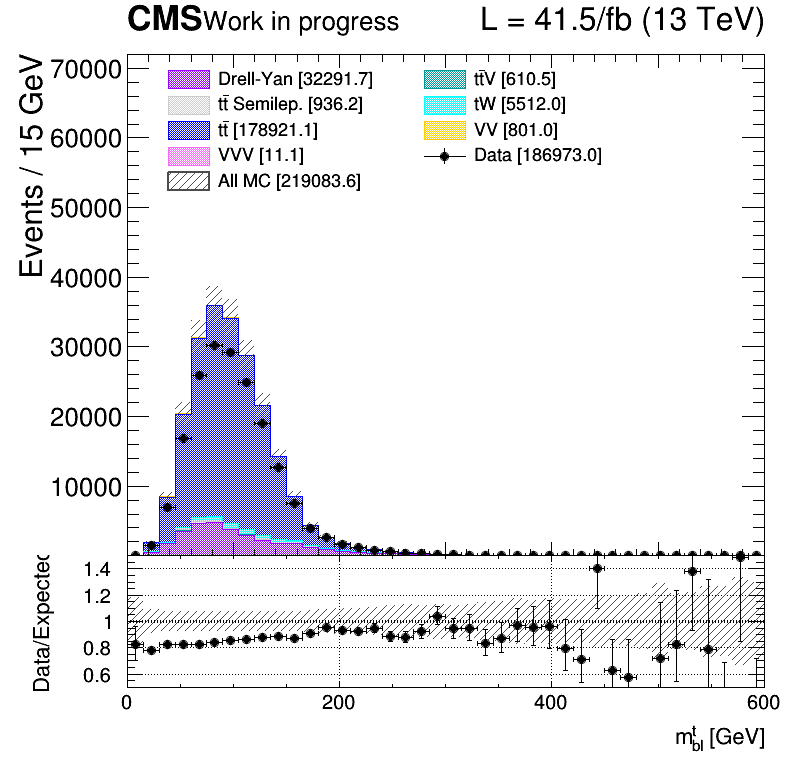 CMS Work in progress L = 41.5/fb (13 TeV)
Events / 15 GeV
70000
60000
50000
40000
30000
20000
10000
Drell-Yan [32291.7]
tt̄ Semilep. [936.2]
tt̄ [178921.1]
VVV [11.1]
All MC [219083.6]
tt̄V [610.5]
tW [5512.0]
VV [801.0]
Data [186973.0]
Data/Expected
1.4
1.2
1
0.8
0.6
0 200 400 600
m^t_bl [GeV]